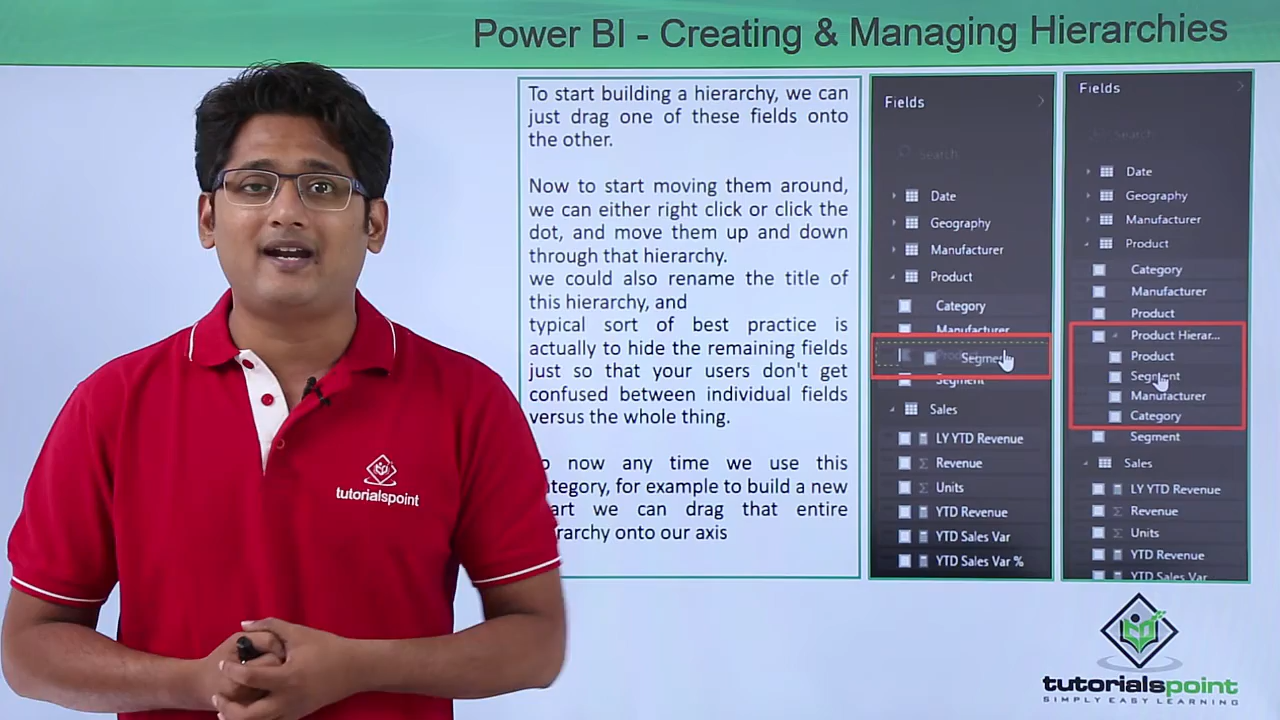 Power BI - Creating & Managing Hierarchies
To start building a hierarchy, we can
just drag one of these fields onto
the other.
Now to start moving them around,
we can either right click or click the
dot, and move them up and down
through that hierarchy.
we could also rename the title of
this hierarchy, and
typical sort of best practice is
actually to hide the remaining fields
just so that your users don't get
confused between individual fields
versus the whole thing.
now any time we use this
for example to build a new
we can drag that entire
onto our axis
Fields
Search
Date
Geography
Manufacturer
Product
Category
Manufacturer
Segment
Sales
LY YTD Revenue
Revenue
Units
YTD Revenue
YTD Sales Var
YTD Sales Var %
Fields
Search
Date
Geography
Manufacturer
Product
Category
Manufacturer
Product
Product Hierar...
Product
Segment
Manufacturer
Category
Segment
Sales
LY YTD Revenue
Revenue
Units
YTD Revenue
YTD Sales Var
tutorialspoint
tutorialspoint
SIMPLY EASY LEARNING